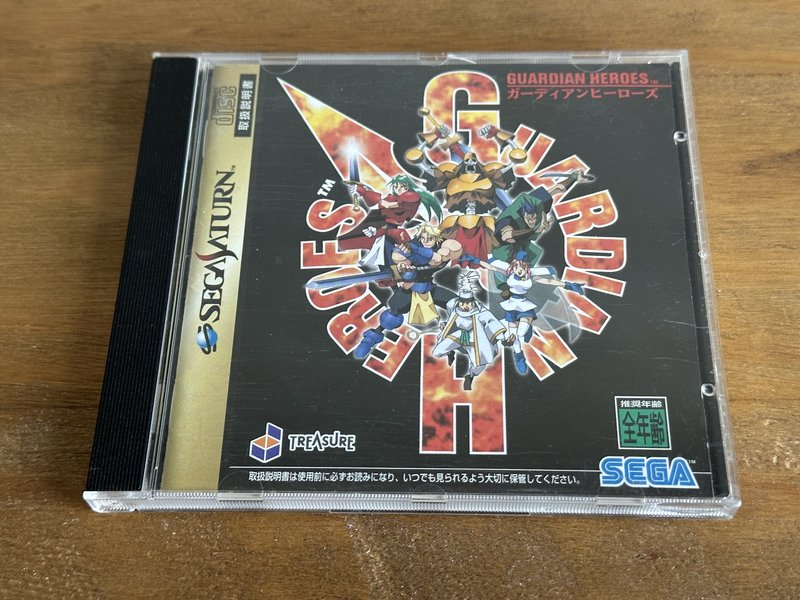 disc
取扱説明書
SEGA SATURN™
GUARDIAN HEROES™
ガーディアンヒーローズ
GUARDIAN
HEROES™
TREASURE
推奨年齢
全年齢
SEGA™
取扱説明書は使用前に必ずお読みになり、いつでも見られるよう大切に保管してください。